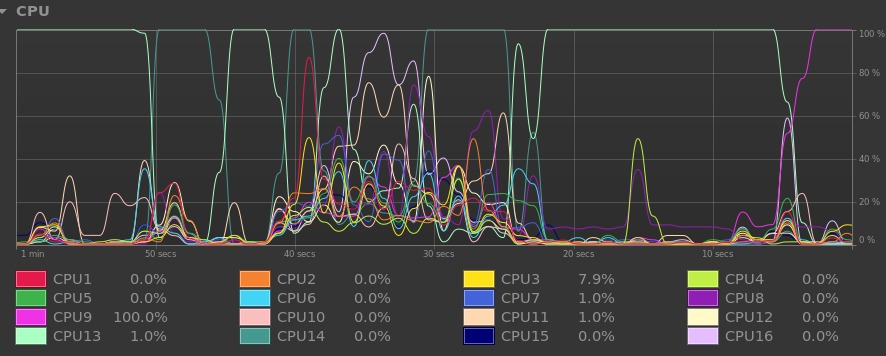 CPU
100 %
80 %
60 %
40 %
20 %
0 %
1 min 50 secs 40 secs 30 secs 20 secs 10 secs
CPU1 0.0% CPU2 0.0% CPU3 7.9% CPU4 0.0%
CPU5 0.0% CPU6 0.0% CPU7 1.0% CPU8 0.0%
CPU9 100.0% CPU10 0.0% CPU11 1.0% CPU12 0.0%
CPU13 1.0% CPU14 0.0% CPU15 0.0% CPU16 0.0%